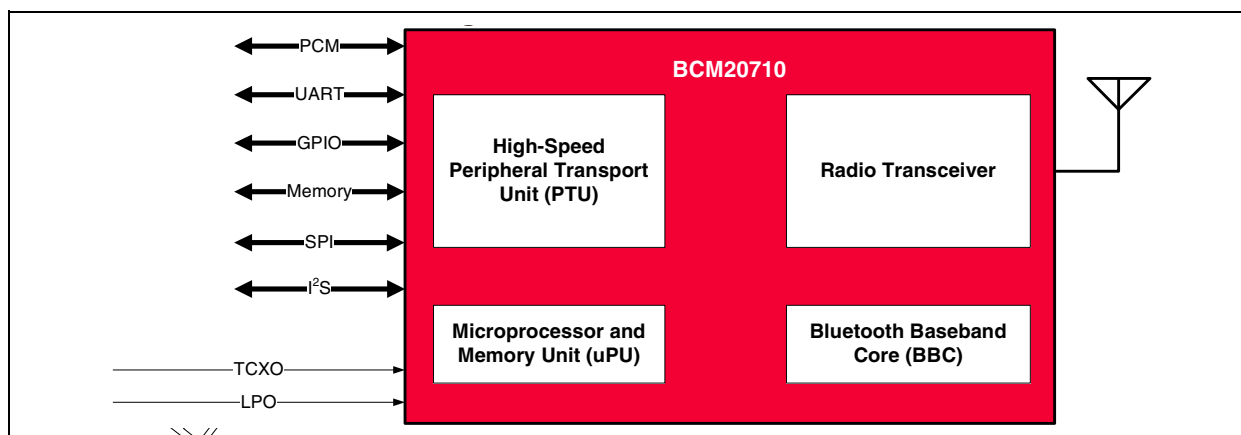 PCM
UART
GPIO
Memory
SPI
I²S
TCXO
LPO
BCM20710
High-Speed
Peripheral Transport
Unit (PTU)
Radio Transceiver
Microprocessor and
Memory Unit (uPU)
Bluetooth Baseband
Core (BBC)